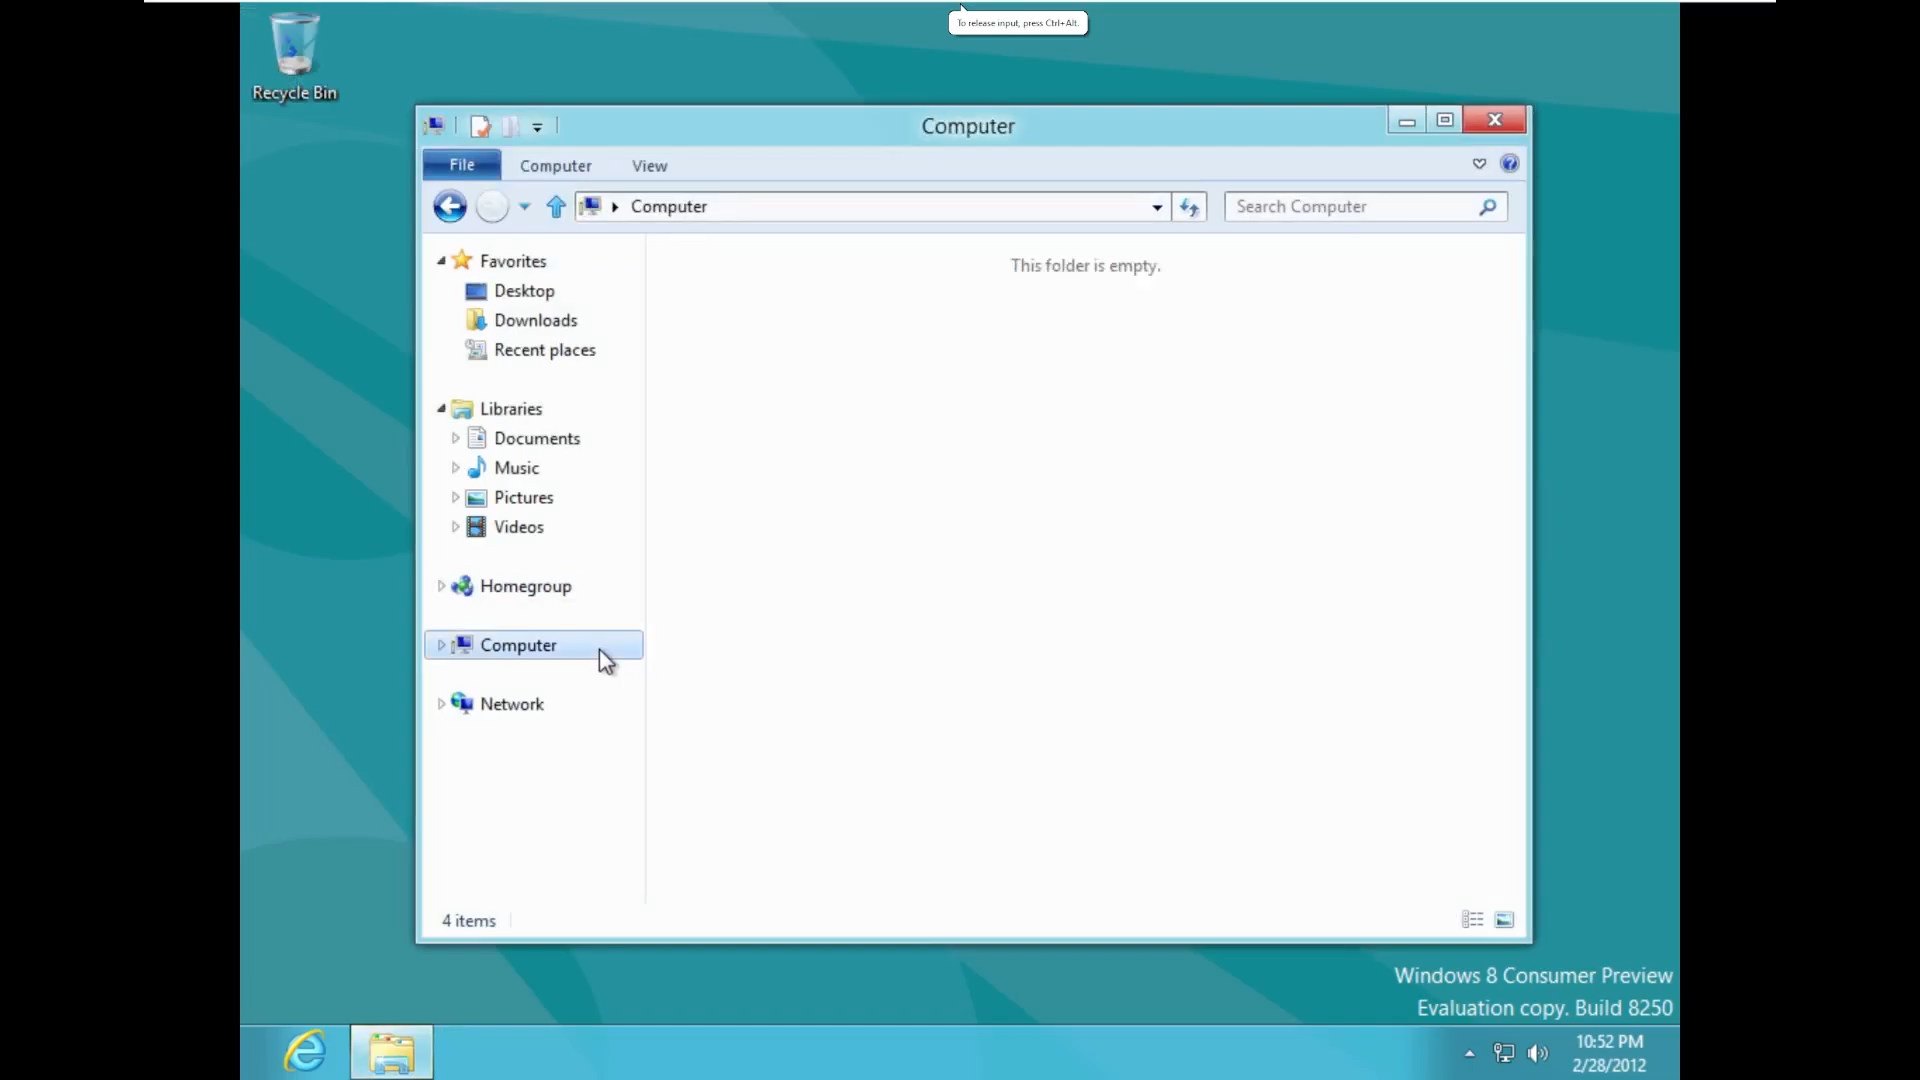 To release input, press Ctrl+Alt.
Recycle Bin
Computer
File Computer View
Computer
Search Computer
Favorites
Desktop
Downloads
Recent places
Libraries
Documents
Music
Pictures
Videos
Homegroup
Computer
Network
This folder is empty.
4 items
Windows 8 Consumer Preview
Evaluation copy. Build 8250
10:52 PM
2/28/2012